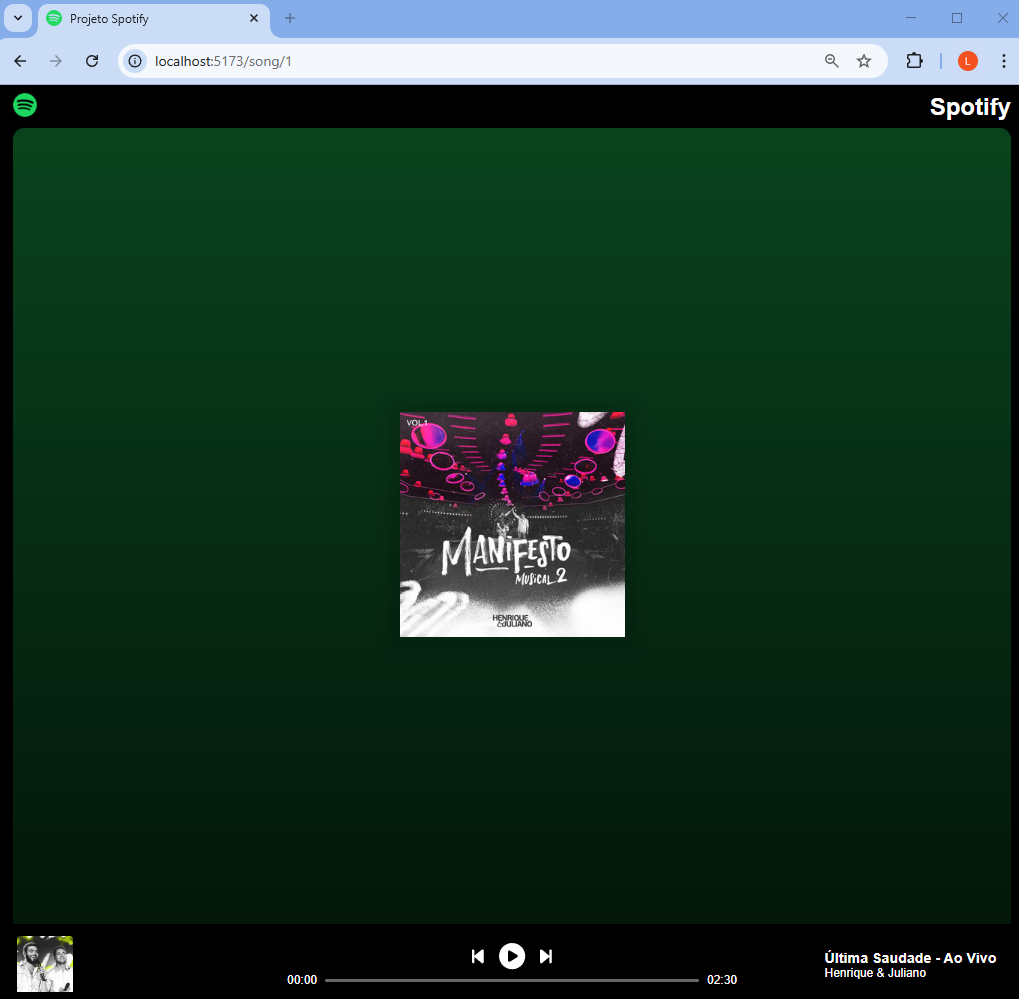 Projeto Spotify
localhost:5173/song/1
L
Spotify
VOL.1
MANIFESTO
MUSICAL 2
HENRIQUE
&JULIANO
00:00
02:30
Última Saudade - Ao Vivo
Henrique & Juliano